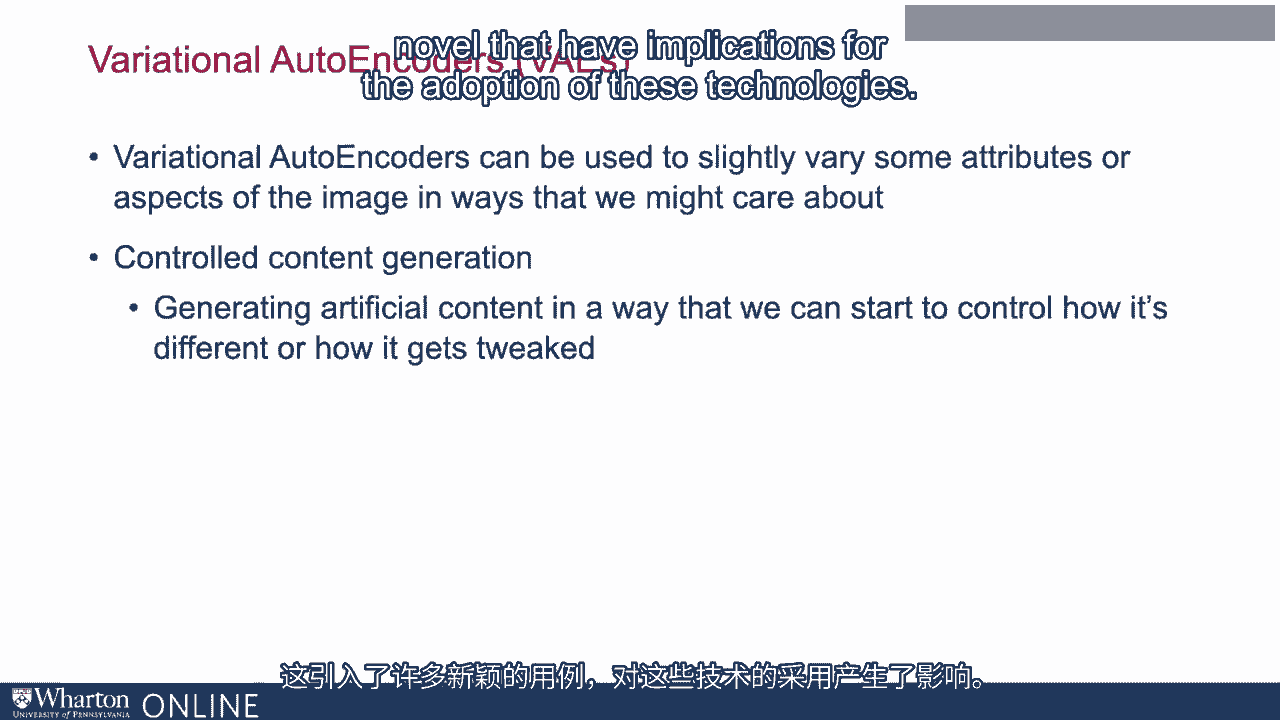 novel that have implications for
the adoption of these technologies.
Variational AutoEncoders (VAEs)
• Variational AutoEncoders can be used to slightly vary some attributes or
aspects of the image in ways that we might care about
• Controlled content generation
• Generating artificial content in a way that we can start to control how it's
different or how it gets tweaked
这引入了许多新颖的用例，对这些技术的采用产生了影响。
Wharton
UNIVERSITY of PENNSYLVANIA
ONLINE